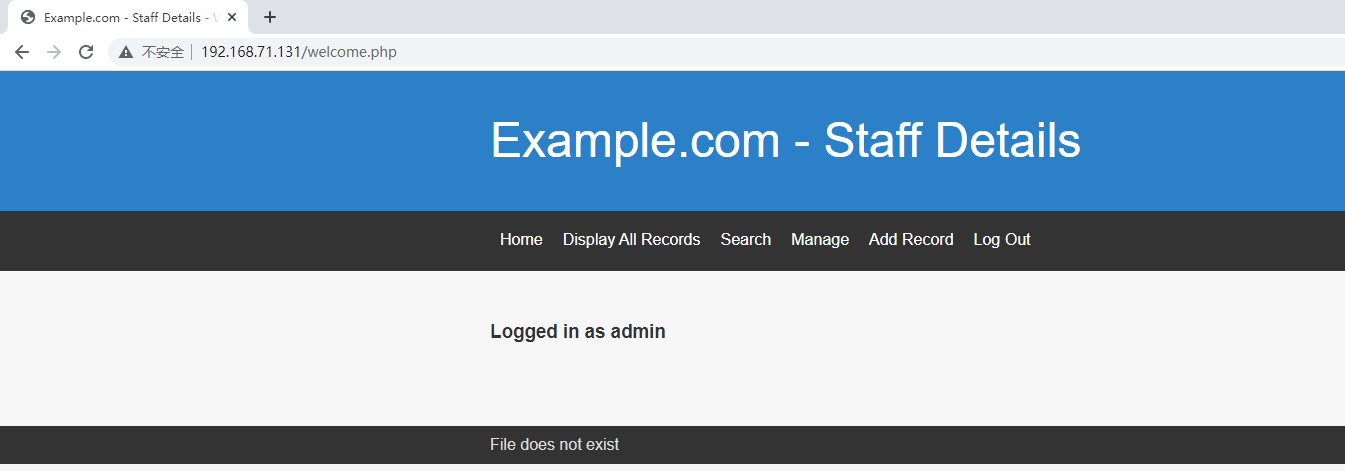 Example.com - Staff Details -
不安全 192.168.71.131/welcome.php
Example.com - Staff Details
Home Display All Records Search Manage Add Record Log Out
Logged in as admin
File does not exist